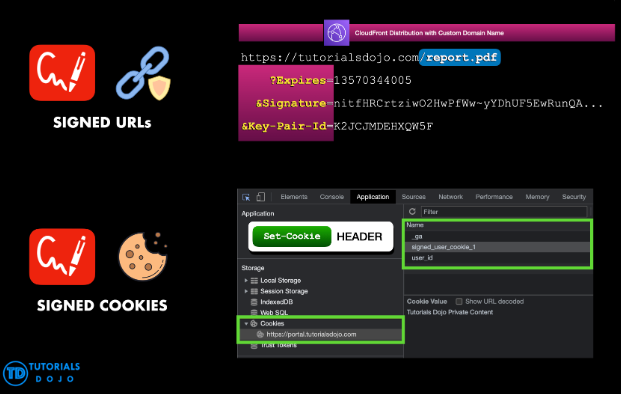 CloudFront Distribution with Custom Domain Name
https://tutorialsdojo.com/report.pdf
?Expires=13570344005
&Signature=nitfHRCrtziwO2HwPfWw~yYDhUF5EwRunQA...
&Key-Pair-Id=K2JCJMDEHXQW5F
SIGNED URLs
Elements Console Application Sources Network Performance Memory Security
Application
Set-Cookie HEADER
Storage
Local Storage
Session Storage
IndexedDB
Web SQL
Cookies
https://portal.tutorialsdojo.com
Trust Tokens
Filter
Name
_ga
signed_user_cookie_1
user_id
Cookie Value Show URL decoded
Tutorials Dojo Private Content
SIGNED COOKIES
TD TUTORIALS
DOJO